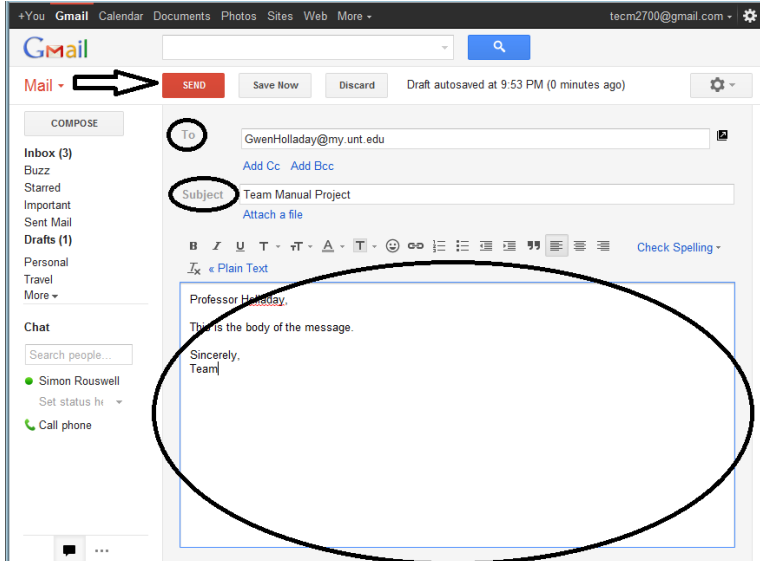 +You Gmail Calendar Documents Photos Sites Web More tecm2700@gmail.com
Gmail
Mail SEND Save Now Discard Draft autosaved at 9:53 PM (0 minutes ago)
COMPOSE
To GwenHolladay@my.unt.edu
Add Cc Add Bcc
Inbox (3)
Buzz
Starred
Important
Sent Mail
Drafts (1)
Personal
Travel
More
Subject Team Manual Project
Attach a file
B I U T TT A T Check Spelling
Tx « Plain Text
Professor Holladay,
This is the body of the message.
Sincerely,
Team
Chat
Search people...
Simon Rouswell
Set status he
Call phone